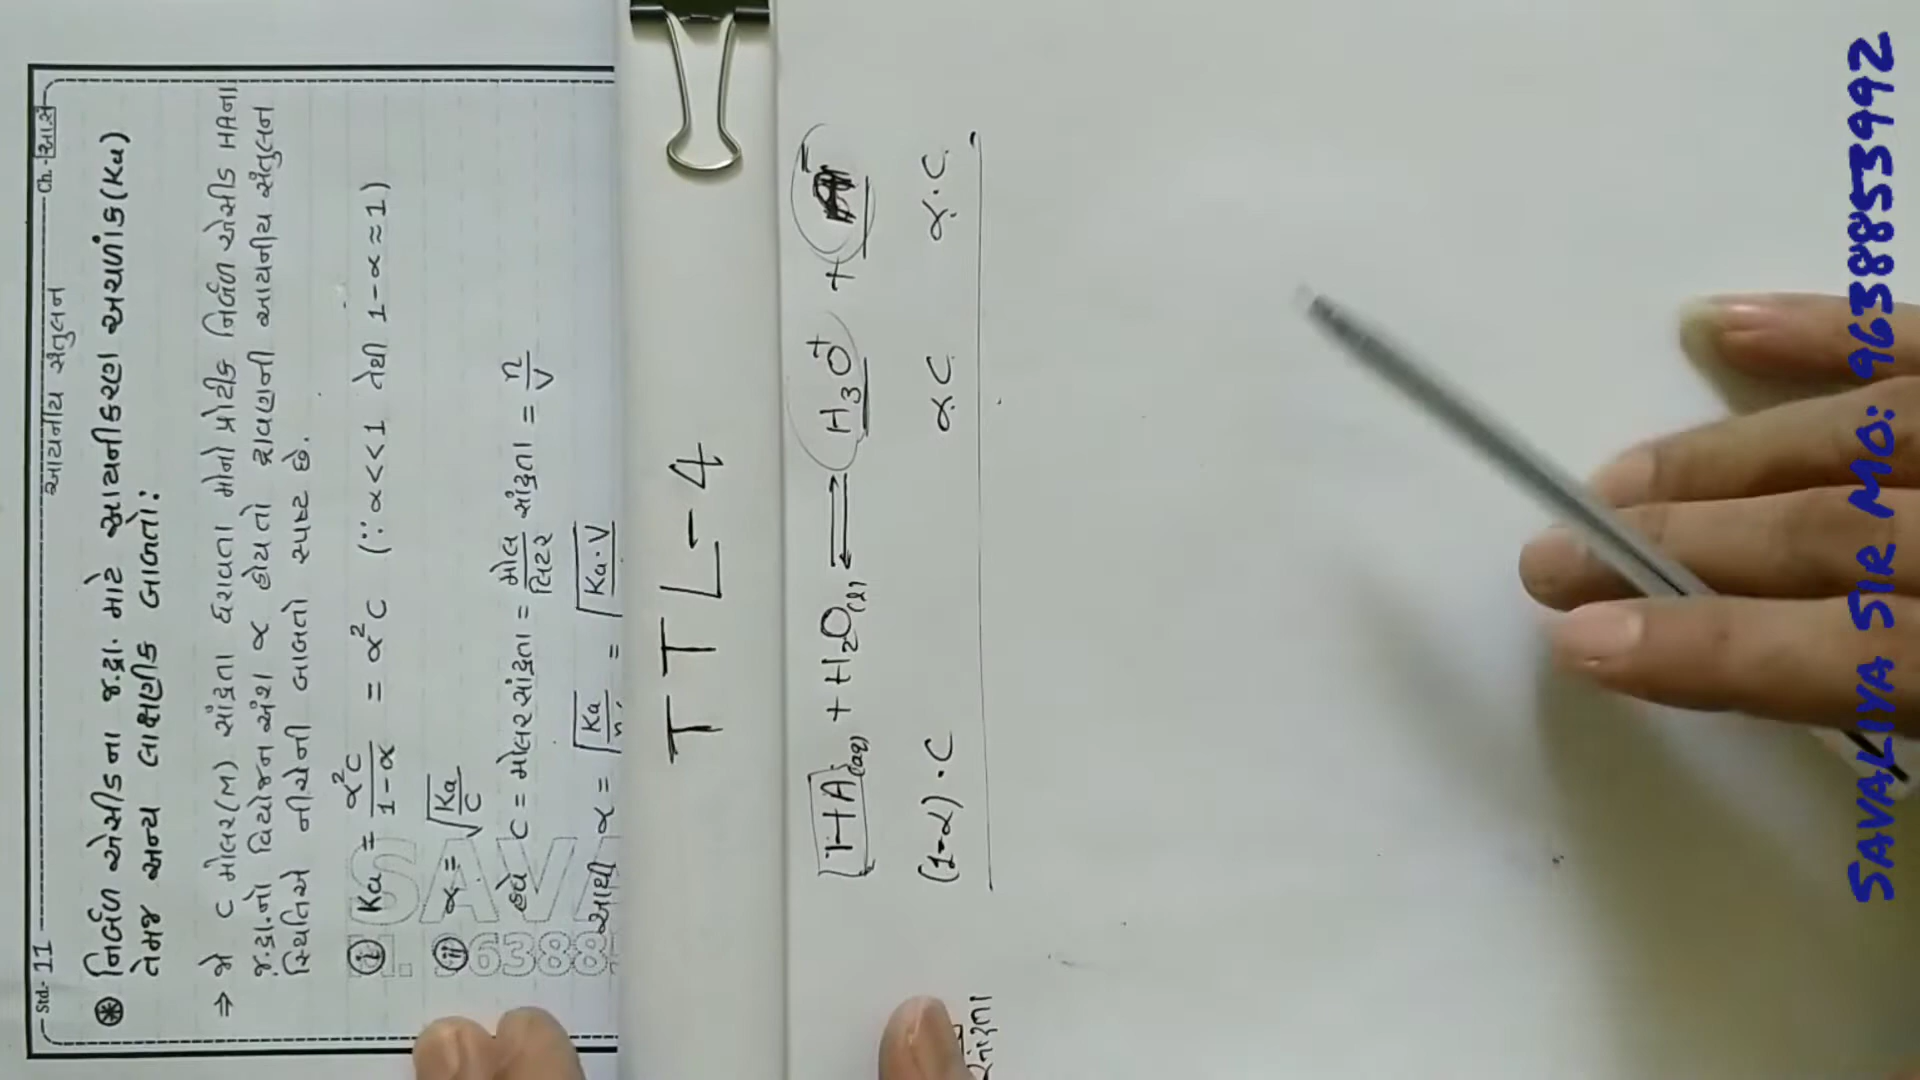 Std.- 11
આયનીય સંતુલન
Ch.- સાત
⊛ નિર્બળ એસીડના જ.દ્રા. માટે આયનીકરણ અચળાંક (Ka)
તેમજ અન્ય લાક્ષણીક બાબતો:
⇒ જો C મોલર(M) સાંદ્રતા ધરાવતા મોનો પ્રોટીક નિર્બળ એસીડ HA ના
જ.દ્રા.નો વિયોજન અંશ α હોય તો દ્રાવણની આયનીય સંતુલન
સ્થિતિએ નીચેની બાબતો સ્પષ્ટ છે.
(i) Ka = α²C / 1-α = α²C (∵ α<<1 તેથી 1-α≈1)
(ii) α = √(Ka/C)
હવે C = મોલર સાંદ્રતા = મોલ/લિટર સાંદ્રતા = n/V
આથી α = √(Ka/n = √(Ka·V
TTL-4
HA(aq) + H₂O(l) ⇌ H₃O⁺ +
(1-α)·C α.C α.C
SAVALIYA SIR MO: 9638853992